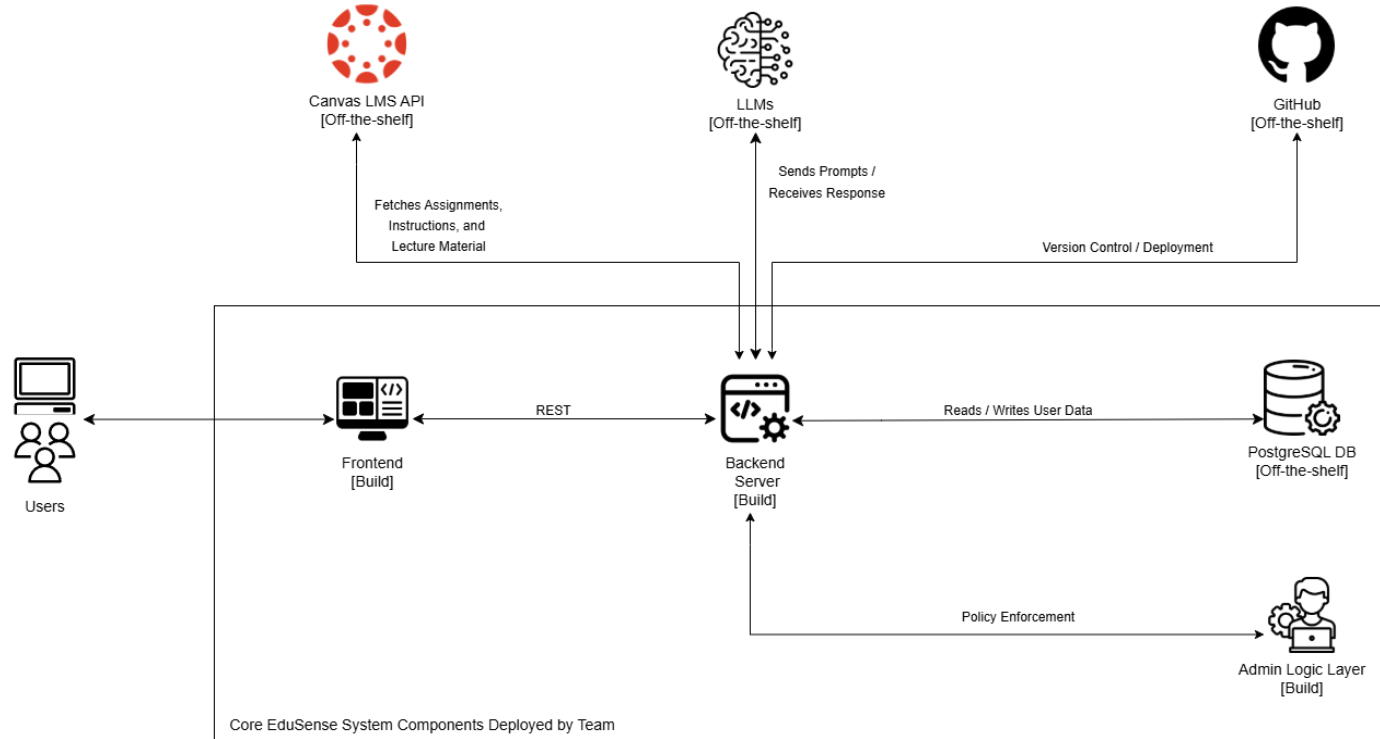 Canvas LMS API
[Off-the-shelf]
LLMs
[Off-the-shelf]
GitHub
[Off-the-shelf]
Sends Prompts /
Receives Response
Fetches Assignments,
Instructions, and
Lecture Material
Version Control / Deployment
Users
Frontend
[Build]
REST
Backend
Server
[Build]
Reads / Writes User Data
PostgreSQL DB
[Off-the-shelf]
Policy Enforcement
Admin Logic Layer
[Build]
Core EduSense System Components Deployed by Team